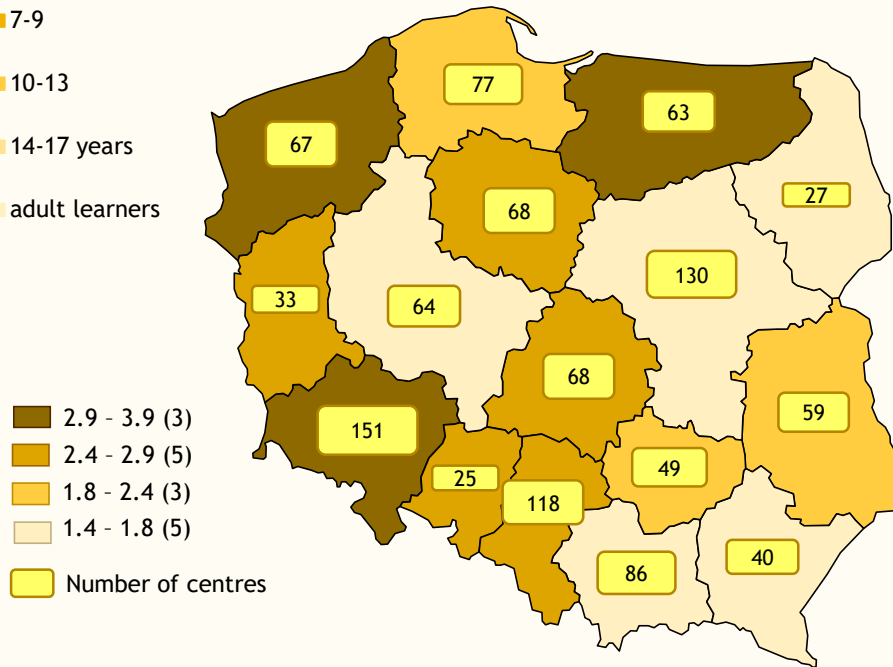 7-9
10-13
14-17 years
adult learners
77
63
67
27
68
130
33
64
68
59
151
49
25
118
86
40
2.9 - 3.9 (3)
2.4 - 2.9 (5)
1.8 - 2.4 (3)
1.4 - 1.8 (5)
Number of centres